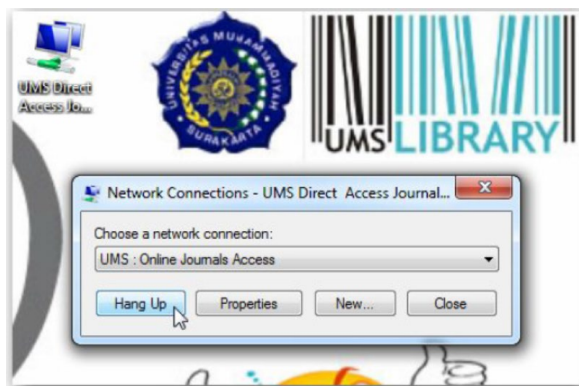 UMS Direct
Access Jo...
UNIVERSITAS MUHAMMADIYAH
SURAKARTA
UMS LIBRARY
Network Connections - UMS Direct  Access Journal...
Choose a network connection:
UMS : Online Journals Access
Hang Up
Properties
New...
Close